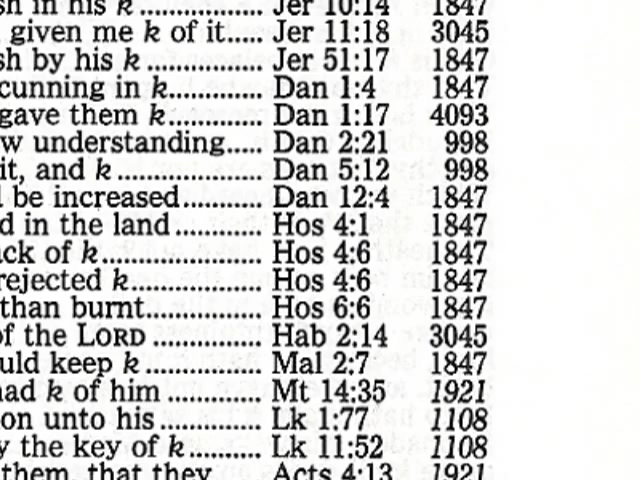 sh in his k ................. Jer 10:14 1847
given me k of it..... Jer 11:18 3045
sh by his k ................. Jer 51:17 1847
cunning in k............. Dan 1:4 1847
gave them k............. Dan 1:17 4093
w understanding..... Dan 2:21 998
it, and k .................... Dan 5:12 998
l be increased........... Dan 12:4 1847
d in the land ............ Hos 4:1 1847
ack of k...................... Hos 4:6 1847
rejected k.................. Hos 4:6 1847
than burnt................ Hos 6:6 1847
of the LORD ............... Hab 2:14 3045
uld keep k ................ Mal 2:7 1847
had k of him ............ Mt 14:35 1921
on unto his.............. Lk 1:77 1108
y the key of k.......... Lk 11:52 1108
them, that they Acts 4:13 1921